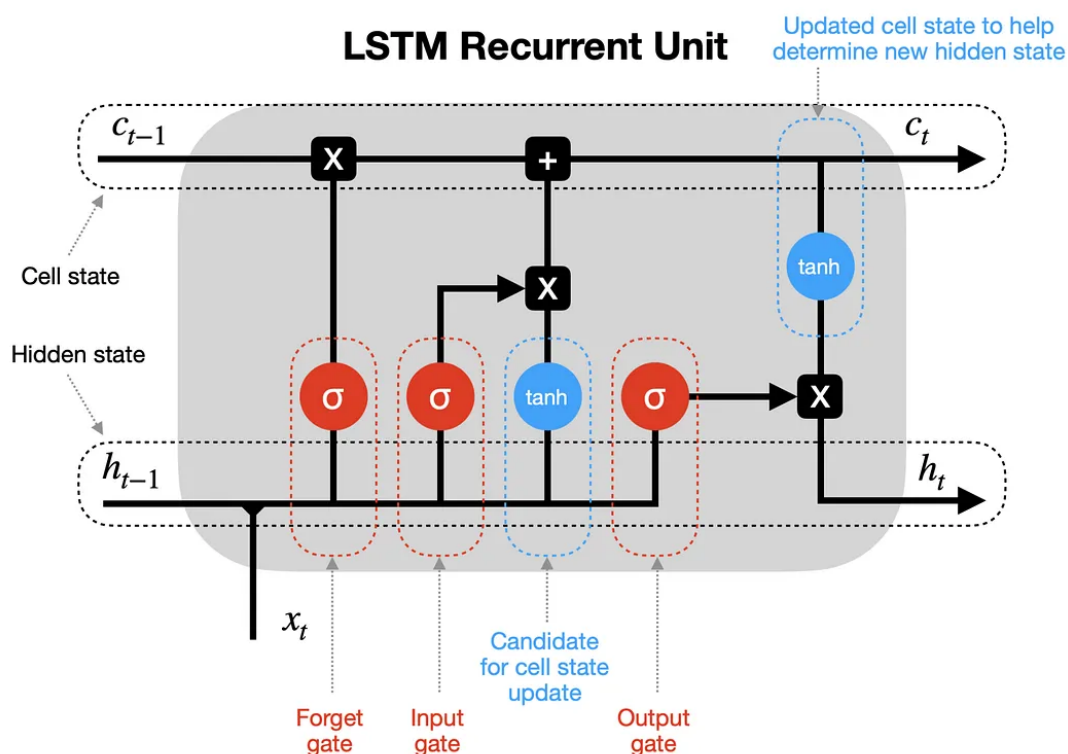 LSTM Recurrent Unit
Updated cell state to help
determine new hidden state
c_{t−1}
c_t
X
+
Cell state
tanh
X
Hidden state
σ
σ
tanh
σ
X
h_{t−1}
h_t
x_t
Candidate
for cell state
update
Forget
gate
Input
gate
Output
gate